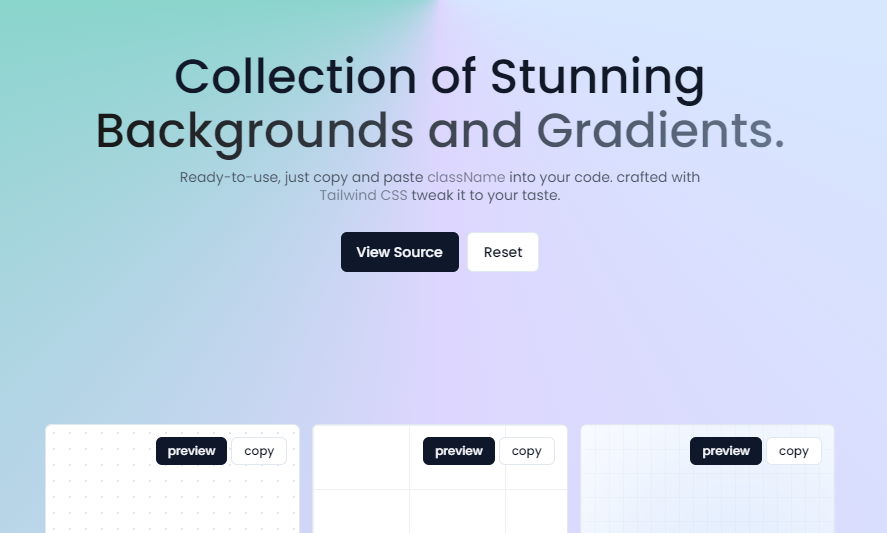 Collection of Stunning
Backgrounds and Gradients.
Ready-to-use, just copy and paste className into your code. crafted with
Tailwind CSS tweak it to your taste.
View Source Reset
preview copy preview copy preview copy